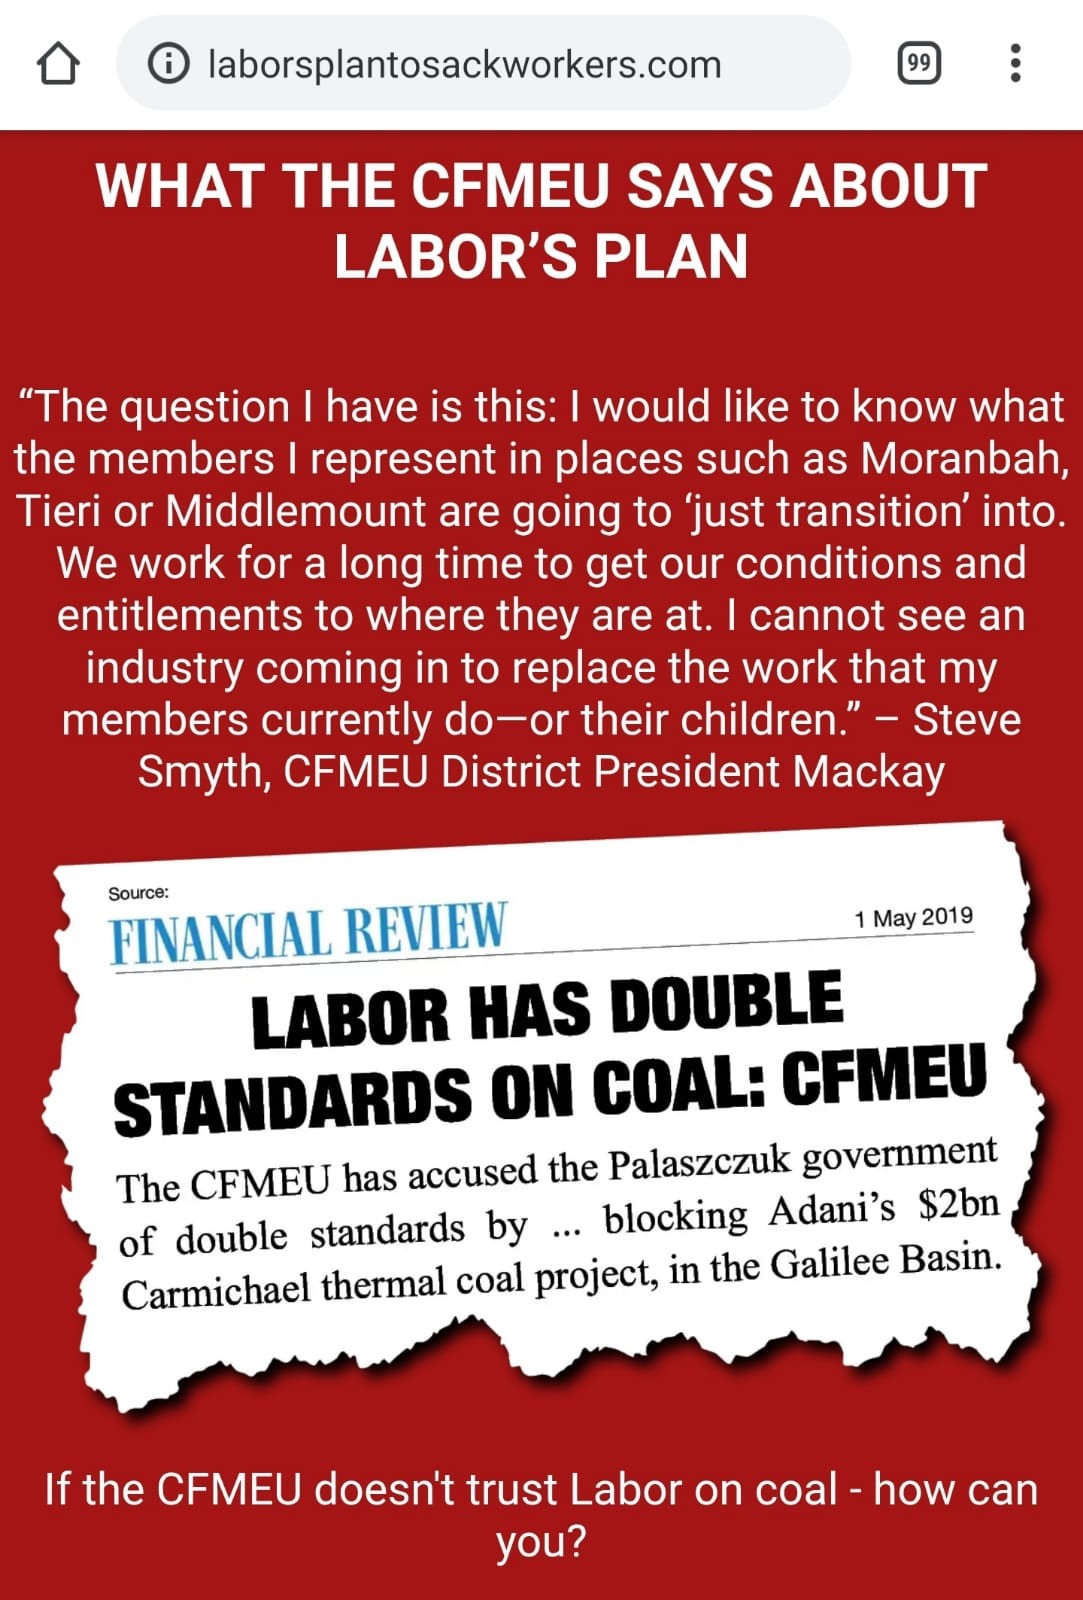 laborsplantosackworkers.com
99
WHAT THE CFMEU SAYS ABOUT
LABOR’S PLAN
“The question I have is this: I would like to know what
the members I represent in places such as Moranbah,
Tieri or Middlemount are going to ‘just transition’ into.
We work for a long time to get our conditions and
entitlements to where they are at. I cannot see an
industry coming in to replace the work that my
members currently do—or their children.” – Steve
Smyth, CFMEU District President Mackay
Source:
FINANCIAL REVIEW
1 May 2019
LABOR HAS DOUBLE
STANDARDS ON COAL: CFMEU
The CFMEU has accused the Palaszczuk government
of double standards by ... blocking Adani’s $2bn
Carmichael thermal coal project, in the Galilee Basin.
If the CFMEU doesn't trust Labor on coal - how can
you?